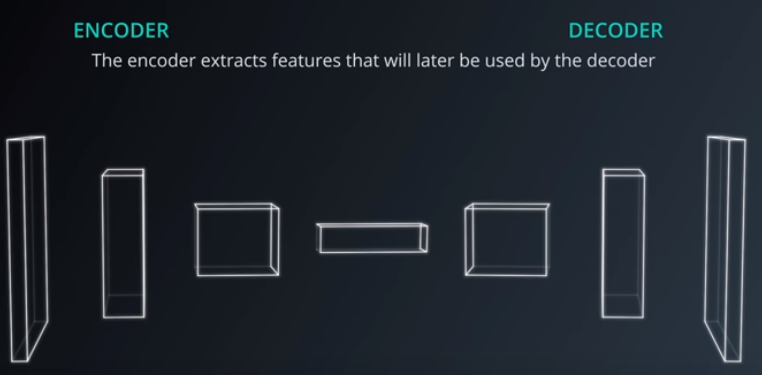 ENCODER DECODER
The encoder extracts features that will later be used by the decoder